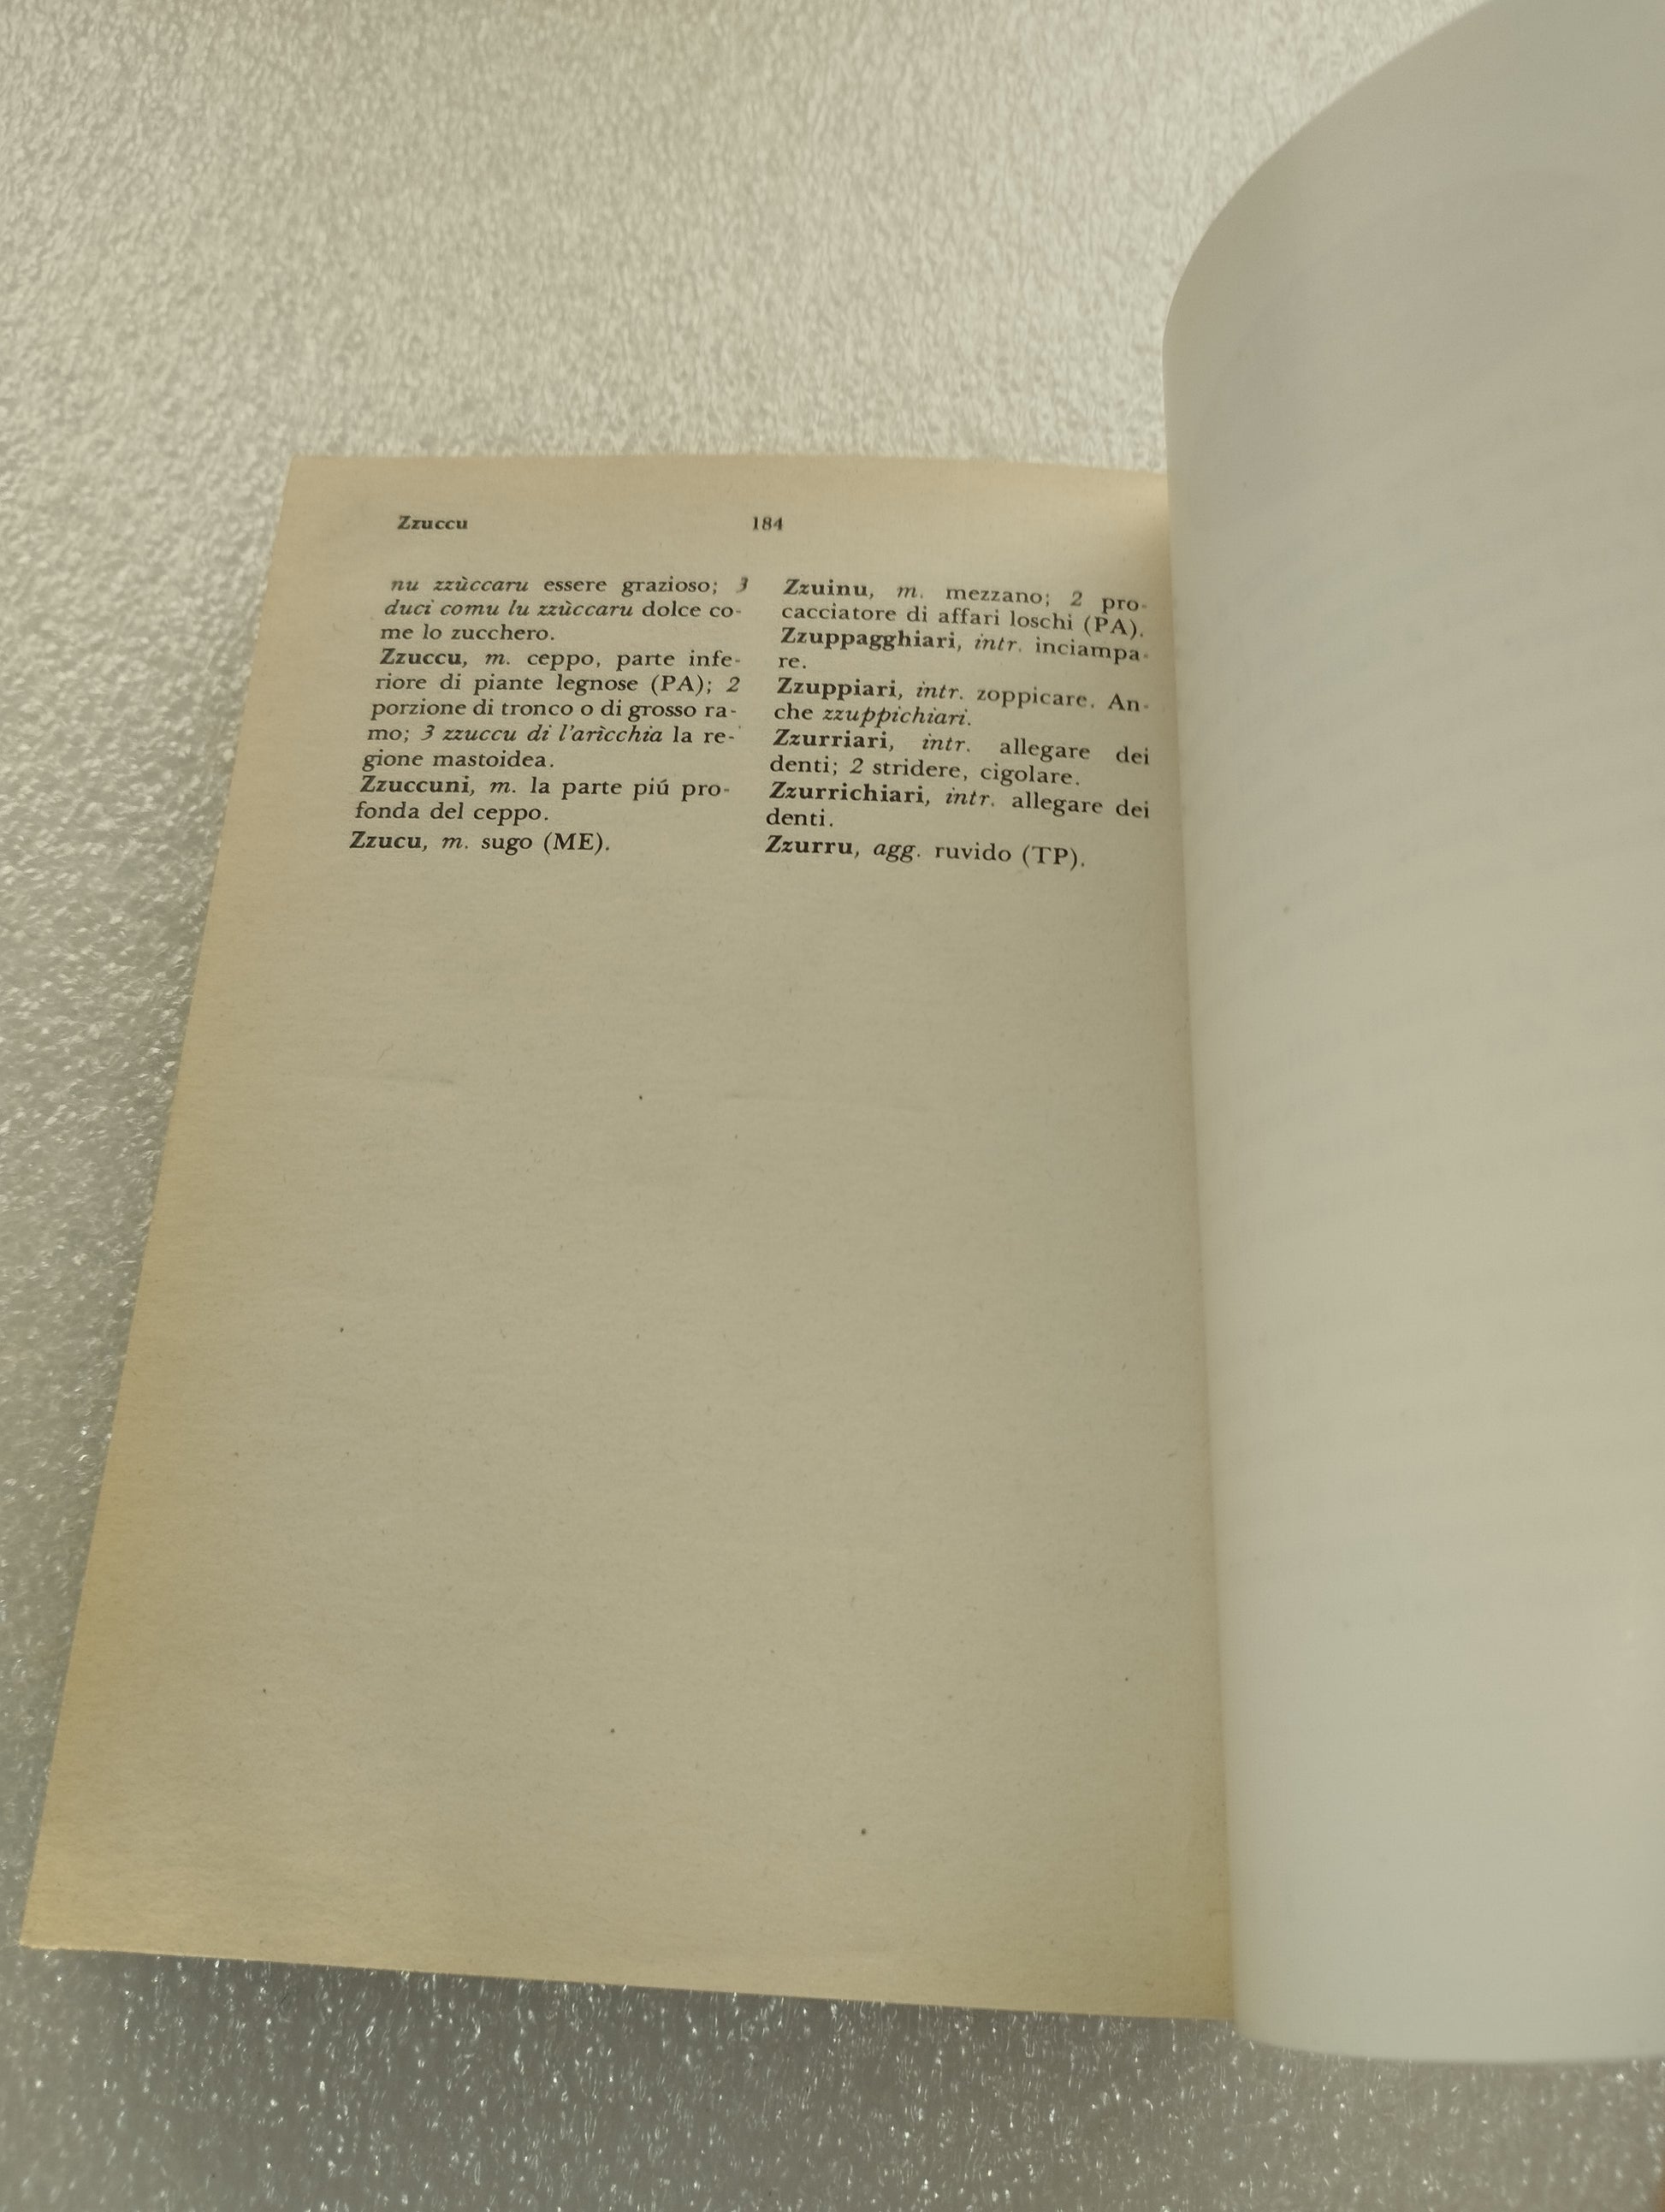 Zzuccu 184
nu zzùccaru essere grazioso; 3
duci comu lu zzùccaru dolce co-
me lo zucchero.
Zzuccu, m. ceppo, parte infe-
riore di piante legnose (PA); 2
porzione di tronco o di grosso ra-
mo; 3 zzuccu di l'arìcchia la re-
gione mastoidea.
Zzuccuni, m. la parte piú pro-
fonda del ceppo.
Zzucu, m. sugo (ME).
Zzuinu, m. mezzano; 2 pro-
cacciatore di affari loschi (PA).
Zzuppagghiari, intr. inciampa-
re.
Zzuppiari, intr. zoppicare. An-
che zzuppichiari.
Zzurriari, intr. allegare dei
denti; 2 stridere, cigolare.
Zzurrichiari, intr. allegare dei
denti.
Zzurru, agg. ruvido (TP).